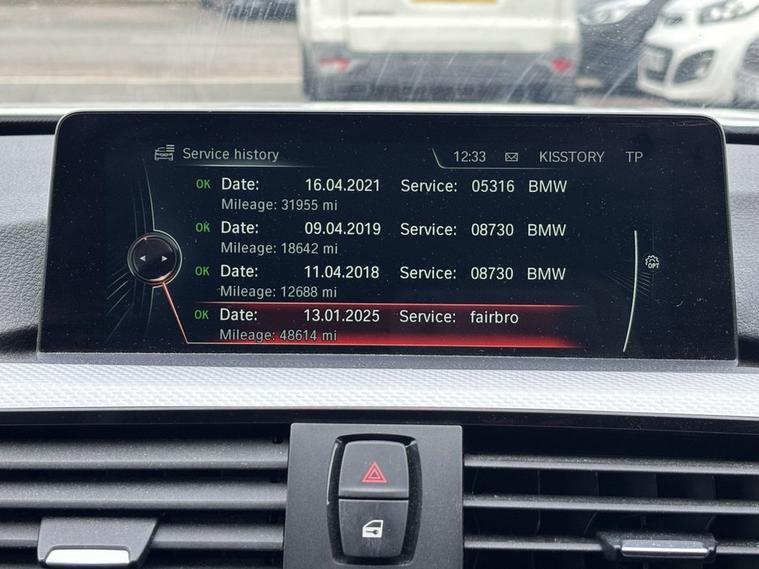 Service history
12:33 KISSTORY TP
OK Date: 16.04.2021 Service: 05316 BMW
Mileage: 31955 mi
OK Date: 09.04.2019 Service: 08730 BMW
Mileage: 18642 mi
OK Date: 11.04.2018 Service: 08730 BMW
Mileage: 12688 mi
OK Date: 13.01.2025 Service: fairbro
Mileage: 48614 mi
OPT